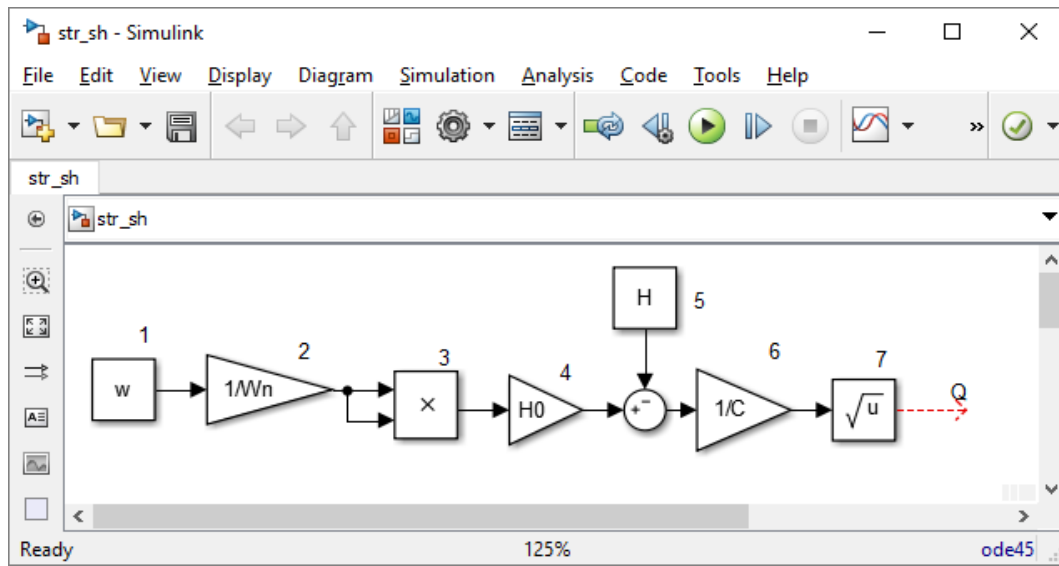 str_sh - Simulink
File Edit View Display Diagram Simulation Analysis Code Tools Help
»
str_sh
str_sh
1 2 3 4 5 6 7
w 1/Wn × H0 H +- 1/C √u Q
Ready 125% ode45